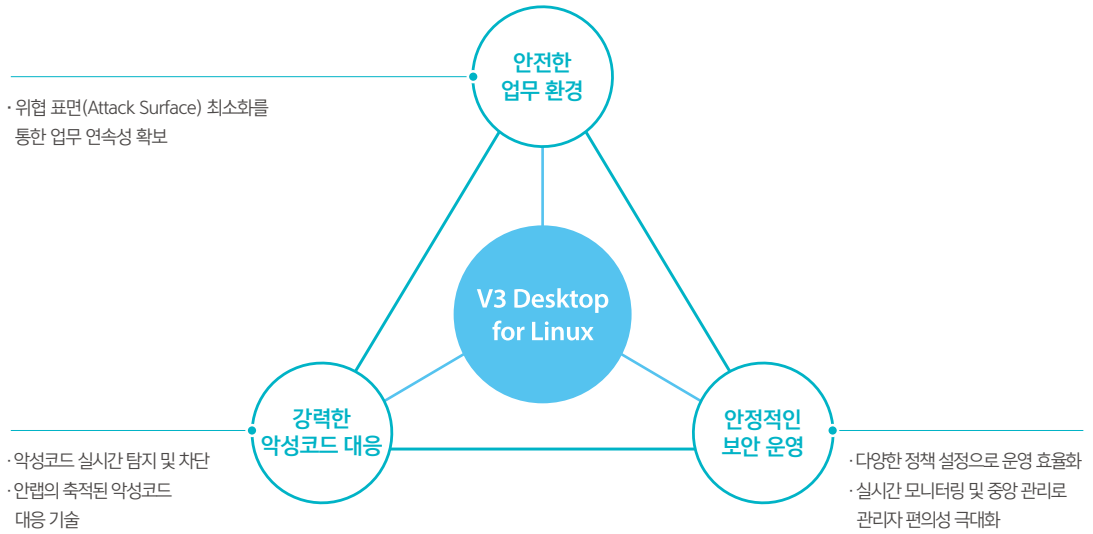 안전한
업무 환경
· 위협 표면(Attack Surface) 최소화를
통한 업무 연속성 확보
V3 Desktop
for Linux
강력한
악성코드 대응
· 악성코드 실시간 탐지 및 차단
· 안랩의 축적된 악성코드
대응 기술
안정적인
보안 운영
· 다양한 정책 설정으로 운영 효율화
· 실시간 모니터링 및 중앙 관리로
관리자 편의성 극대화